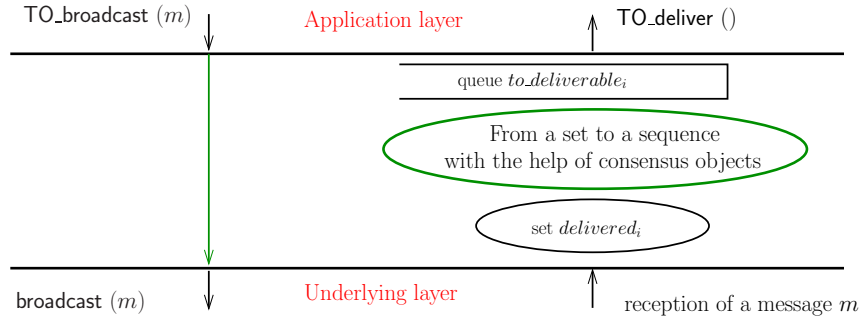 TO_broadcast (m)
Application layer
TO_deliver ()
queue to_deliverable_i
From a set to a sequence
with the help of consensus objects
set delivered_i
broadcast (m)
Underlying layer
reception of a message m